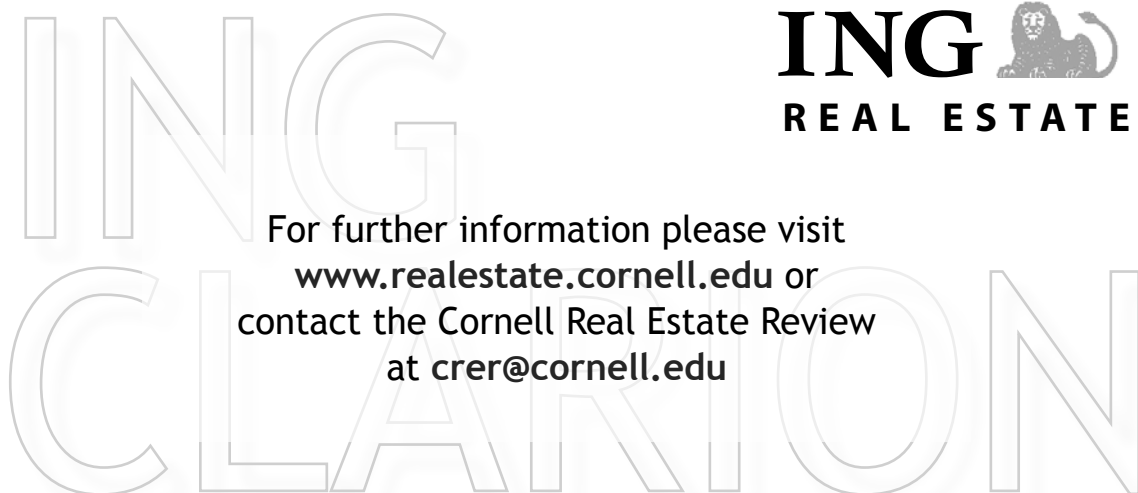 ING
REAL ESTATE
ING
CLARION
For further information please visit
www.realestate.cornell.edu or
contact the Cornell Real Estate Review
at crer@cornell.edu